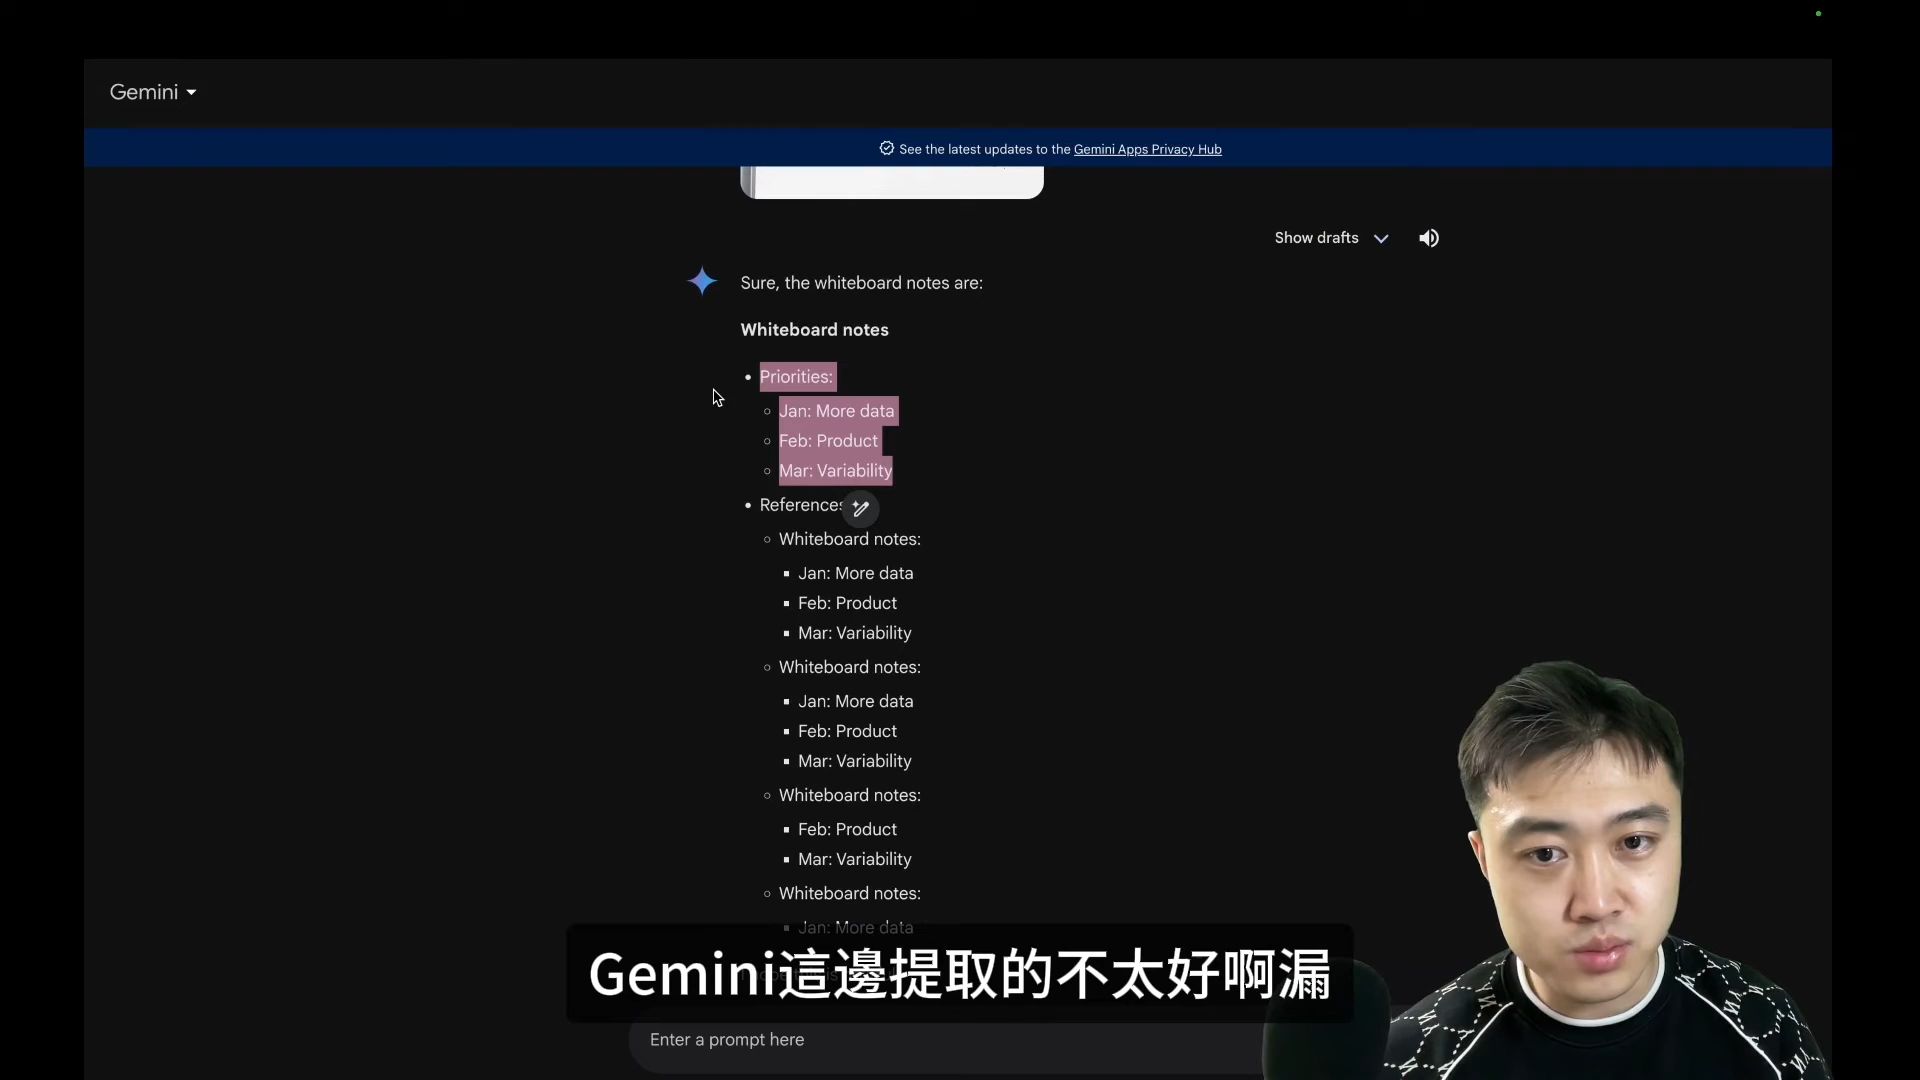 Gemini
See the latest updates to the Gemini Apps Privacy Hub
Show drafts
Sure, the whiteboard notes are:
Whiteboard notes
Priorities:
Jan: More data
Feb: Product
Mar: Variability
References
Whiteboard notes:
Jan: More data
Feb: Product
Mar: Variability
Whiteboard notes:
Jan: More data
Feb: Product
Mar: Variability
Whiteboard notes:
Feb: Product
Mar: Variability
Whiteboard notes:
Jan: More data
Gemini這邊提取的不太好啊漏
Enter a prompt here